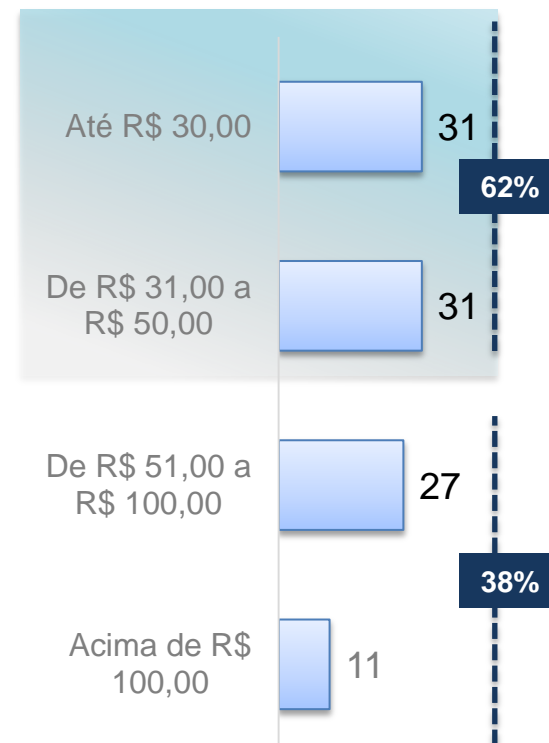 Até R$ 30,00
31
62%
De R$ 31,00 a
R$ 50,00
31
De R$ 51,00 a
R$ 100,00
27
38%
Acima de R$
100,00
11